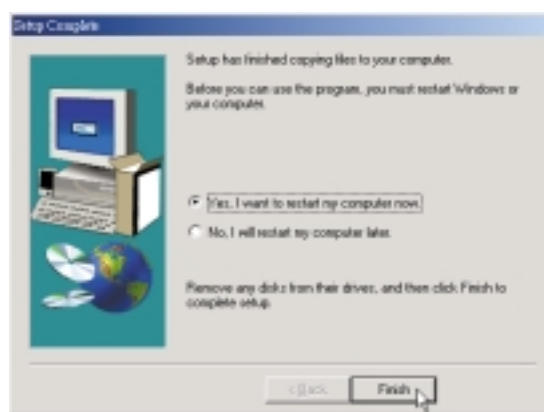 Setup Complete
Setup has finished copying files to your computer.
Before you can use the program, you must restart Windows or
your computer.
Yes, I want to restart my computer now.
No, I will restart my computer later.
Remove any disks from their drives, and then click Finish to
complete setup.
< Back
Finish